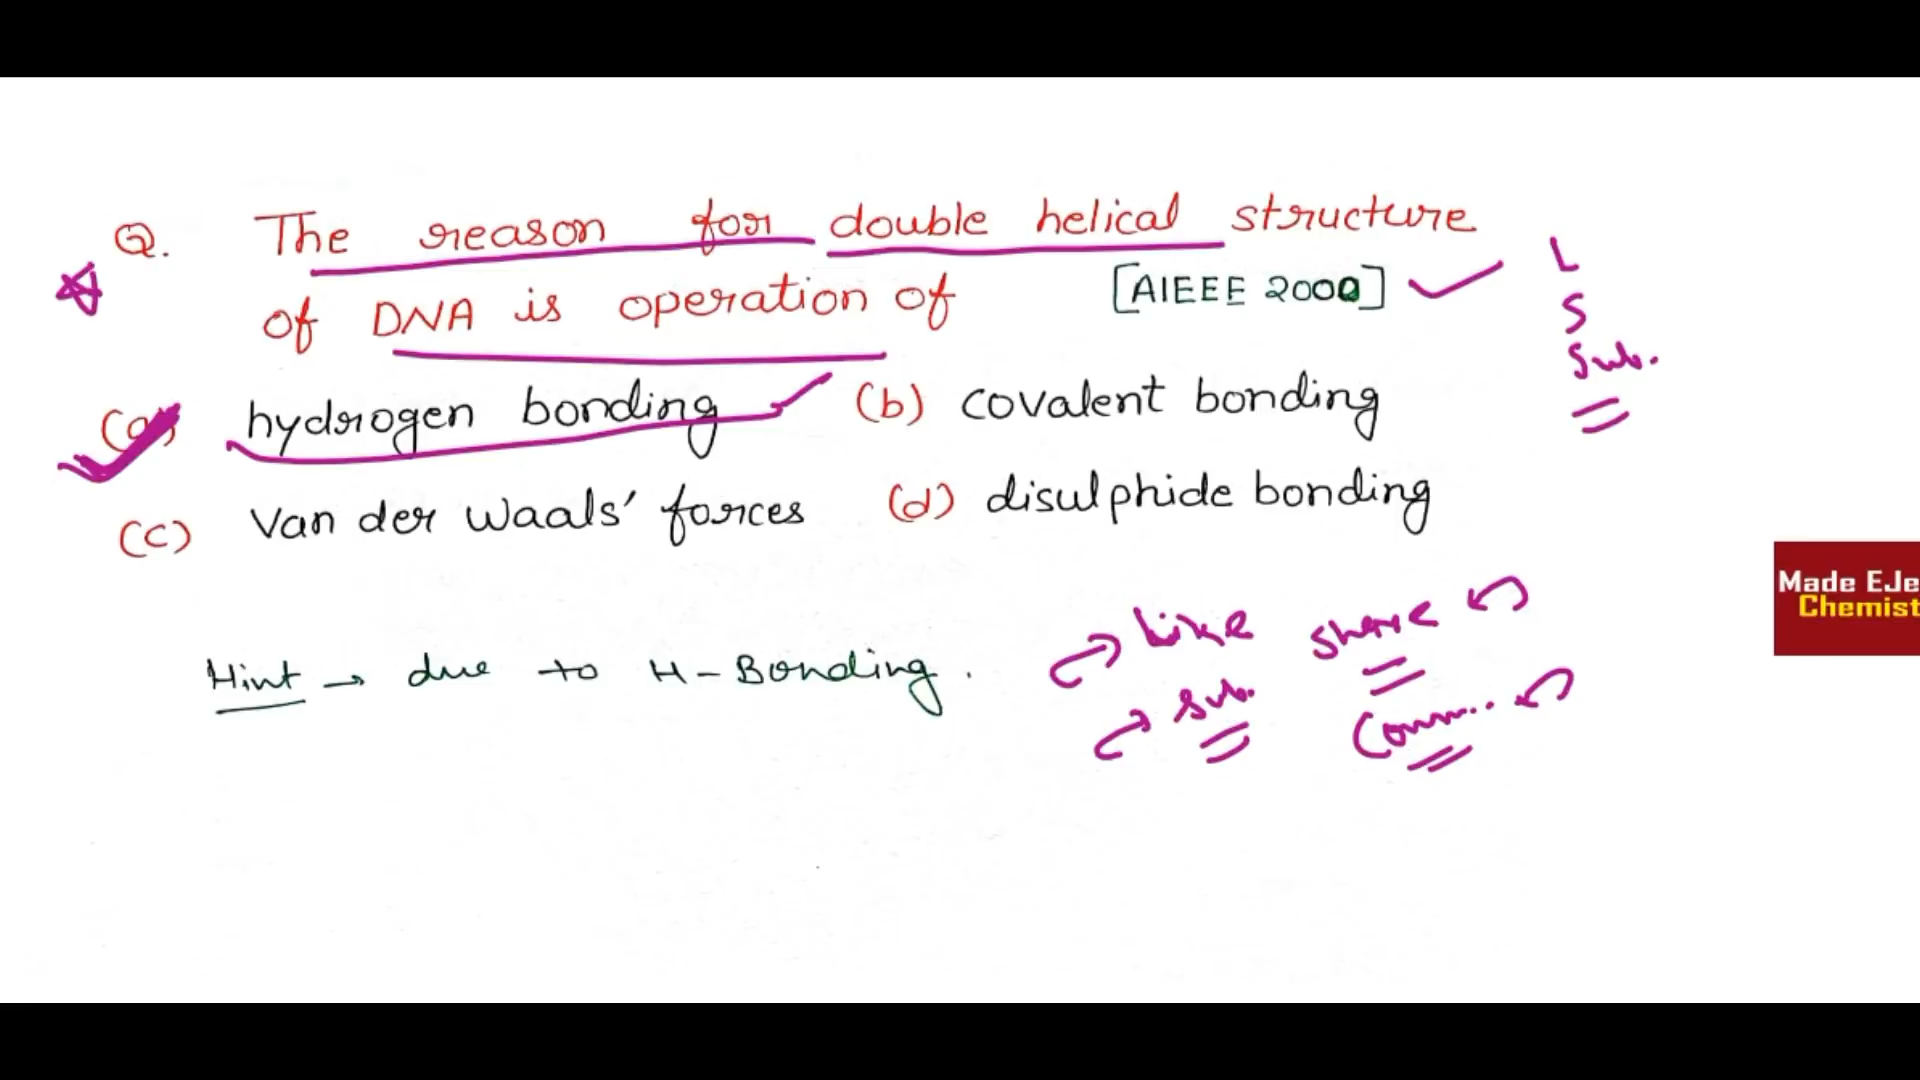 Q. The reason for double helical structure
of DNA is operation of [AIEEE 2000]
(a) hydrogen bonding (b) covalent bonding
(c) Van der Waals' forces (d) disulphide bonding
Hint → due to H-Bonding.
L
S
Sub.
Like Share
Sub. Comm...
Made EJe
Chemist